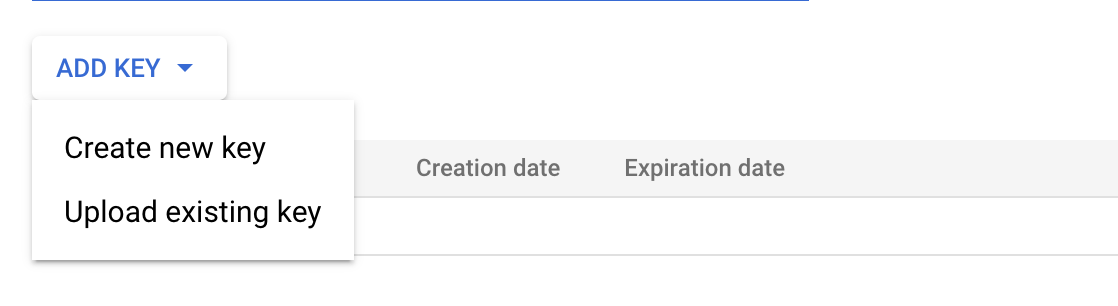 ADD KEY
Create new key
Upload existing key
Creation date Expiration date